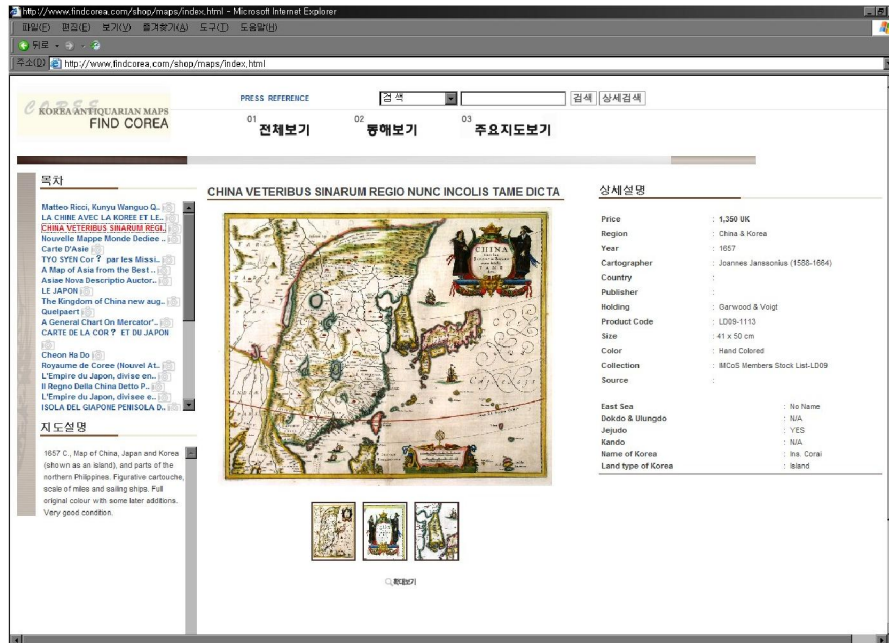 http://www.findcorea.com/shop/maps/index.html - Microsoft Internet Explorer
파일(F) 편집(E) 보기(V) 즐겨찾기(A) 도구(T) 도움말(H)
뒤로
주소(D) http://www.findcorea.com/shop/maps/index.html
COREE
KOREA ANTIQUARIAN MAPS
FIND COREA
PRESS REFERENCE
검색
검색
상세검색
01 전체보기
02 동해보기
03 주요지도보기
목차
Matteo Ricci, Kunyu Wanguo Q..
LA CHINE AVEC LA KOREE ET LE..
CHINA VETERIBUS SINARUM REGI..
Nouvelle Mappe Monde Dediee ..
Carte D'Asie
TYO SYEN Cor ? par les Missi..
A Map of Asia from the Best ..
Asiae Nova Descriptio Auctor..
LE JAPON
The Kingdom of China new aug..
Quelpaert
A General Chart On Mercator'..
CARTE DE LA COR ? ET DU JAPON
Cheon Ha Do
Royaume de Coree (Nouvel At..
L'Empire du Japon, divise en..
Il Regno Della China Detto P..
L'Empire du Japon, divisee e..
ISOLA DEL GIAPONE PENISOLA D..
지도설명
1657 C., Map of China, Japan and Korea
(shown as an island), and parts of the
northern Philippines. Figurative cartouche,
scale of miles and sailing ships. Full
original colour with some later additions.
Very good condition.
CHINA VETERIBUS SINARUM REGIO NUNC INCOLIS TAME DICTA
CHINA
TAME
확대보기
상세설명
Price : 1,350 UK
Region : China & Korea
Year : 1657
Cartographer : Joannes Janssonius (1588-1664)
Country :
Publisher :
Holding : Garwood & Voigt
Product Code : LD09-1113
Size : 41 x 50 cm
Color : Hand Colored
Collection : IMCoS Members Stock List-LD09
Source :
East Sea : No Name
Dokdo & Ulungdo : N/A
Jejudo : YES
Kando : N/A
Name of Korea : Ins. Corai
Land type of Korea : Island